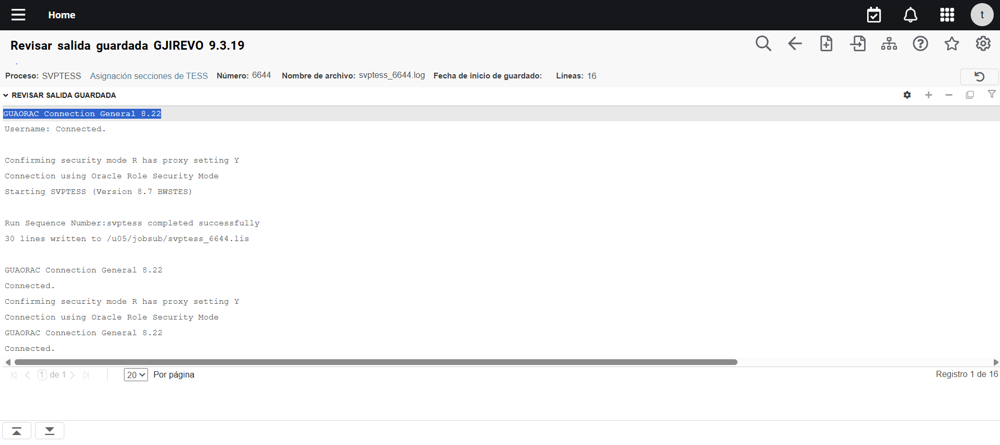 Home
t
Revisar salida guardada GJIREVO 9.3.19
Proceso: SVPTESS Asignación secciones de TESS Número: 6644 Nombre de archivo: svptess_6644.log Fecha de inicio de guardado: Líneas: 16
REVISAR SALIDA GUARDADA
GUAORAC Connection General 8.22
Username: Connected.
Confirming security mode R has proxy setting Y
Connection using Oracle Role Security Mode
Starting SVPTESS (Version 8.7 BWSTES)
Run Sequence Number:svptess completed successfully
30 lines written to /u05/jobsub/svptess_6644.lis
GUAORAC Connection General 8.22
Connected.
Confirming security mode R has proxy setting Y
Connection using Oracle Role Security Mode
GUAORAC Connection General 8.22
Connected.
1 de 1 20 Por página Registro 1 de 16